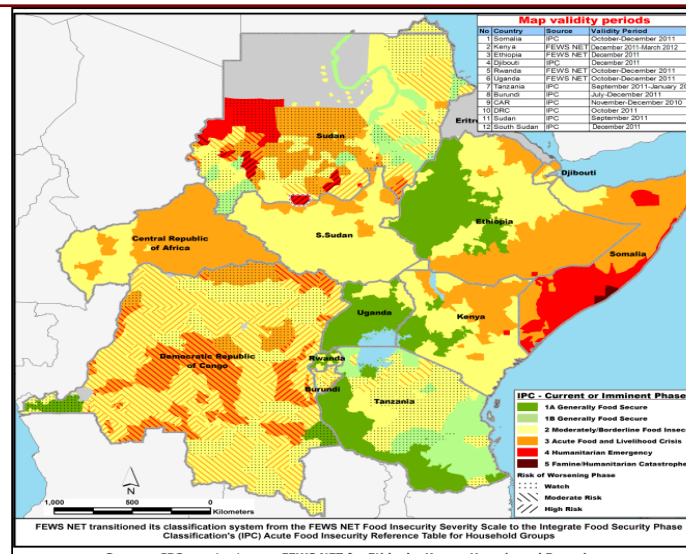 Map validity periods
No Country Source Validity Period
1 Somalia IPC October-December 2011
2 Kenya FEWS NET December 2011-March 2012
3 Ethiopia FEWS NET December 2011
4 Djibouti IPC December 2011
5 Rwanda FEWS NET October-December 2011
6 Uganda FEWS NET October-December 2011
7 Tanzania IPC September 2011-January 20
8 Burundi IPC July-December 2011
9 CAR IPC November-December 2010
10 DRC IPC October 2011
11 Sudan IPC September 2011
12 South Sudan IPC December 2011
Eritr
Sudan
Djibouti
Ethiopia
Central Republic
of Africa
S.Sudan
Somalia
Uganda
Kenya
Democratic Republic
of Congo
Rwanda
Burundi
Tanzania
IPC - Current or Imminent Phase
1A Generally Food Secure
1B Generally Food Secure
2 Moderately/Borderline Food Insec
3 Acute Food and Livelihood Crisis
4 Humanitarian Emergency
5 Famine/Humanitarian Catastrophe
Risk of Worsening Phase
Watch
Moderate Risk
High Risk
N
1,000 500 0
Kilometers
FEWS NET transitioned its classification system from the FEWS NET Food Insecurity Severity Scale to the Integrate Food Security Phase
Classification's (IPC) Acute Food Insecurity Reference Table for Household Groups